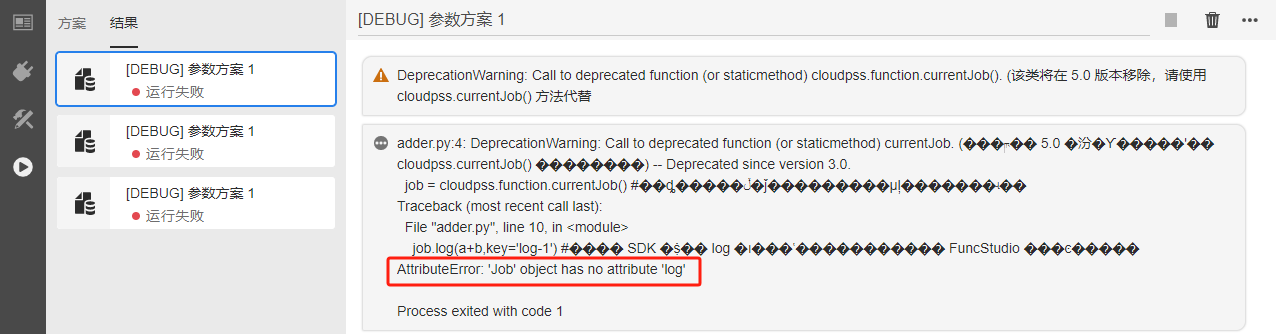 方案
结果
[DEBUG] 参数方案 1
运行失败
[DEBUG] 参数方案 1
运行失败
[DEBUG] 参数方案 1
运行失败
[DEBUG] 参数方案 1
DeprecationWarning: Call to deprecated function (or staticmethod) cloudpss.function.currentJob(). (该类将在 5.0 版本移除，请使用
cloudpss.currentJob() 方法代替
adder.py:4: DeprecationWarning: Call to deprecated function (or staticmethod) currentJob. ( 5.0
cloudpss.currentJob() ) -- Deprecated since version 3.0.
job = cloudpss.function.currentJob() #
Traceback (most recent call last):
File "adder.py", line 10, in <module>
job.log(a+b,key='log-1') # SDK log FuncStudio
AttributeError: 'Job' object has no attribute 'log'
Process exited with code 1